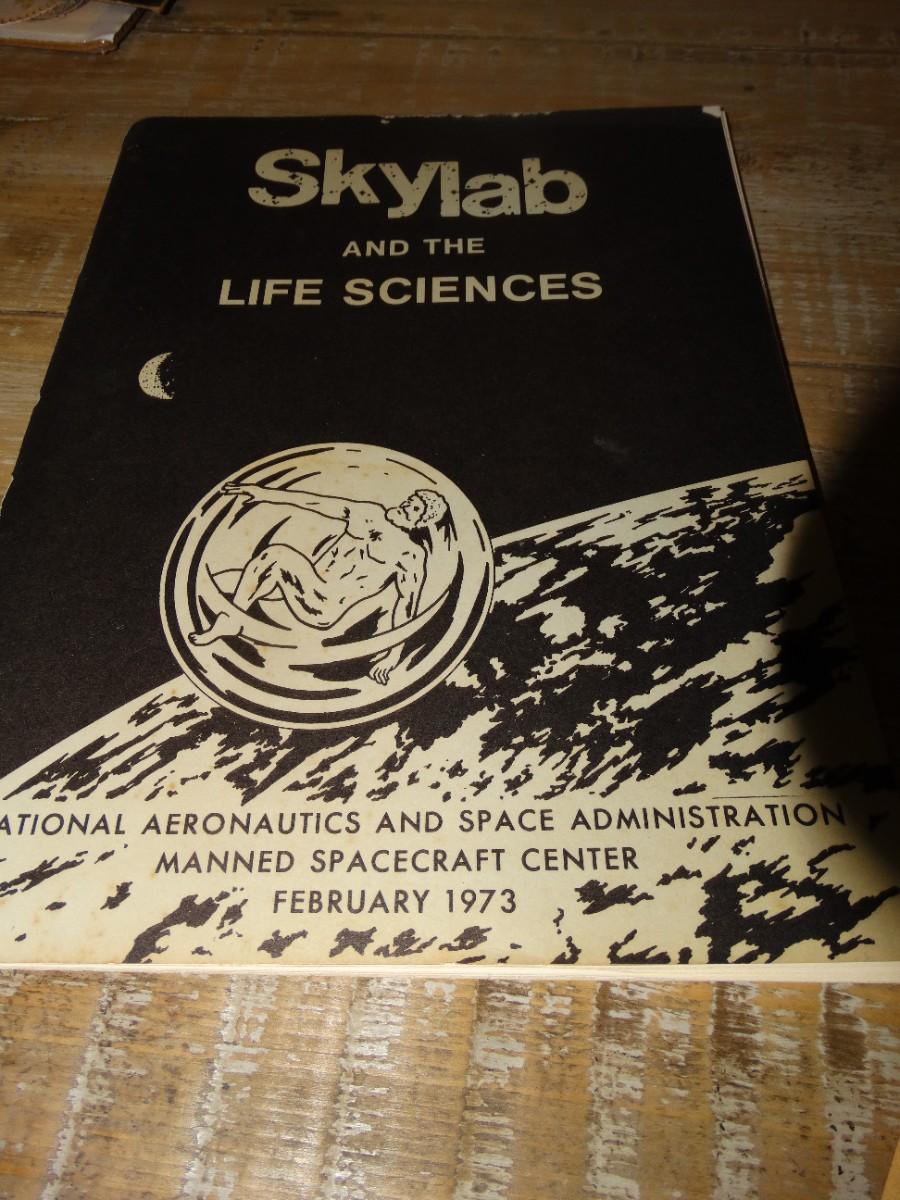 Skylab
AND THE
LIFE SCIENCES
ATIONAL AERONAUTICS AND SPACE ADMINISTRATION
MANNED SPACECRAFT CENTER
FEBRUARY 1973